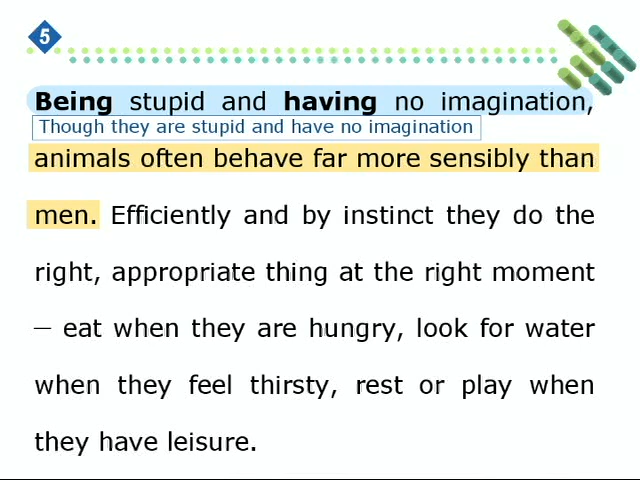 5
Being stupid and having no imagination,
Though they are stupid and have no imagination
animals often behave far more sensibly than
men. Efficiently and by instinct they do the
right, appropriate thing at the right moment
— eat when they are hungry, look for water
when they feel thirsty, rest or play when
they have leisure.